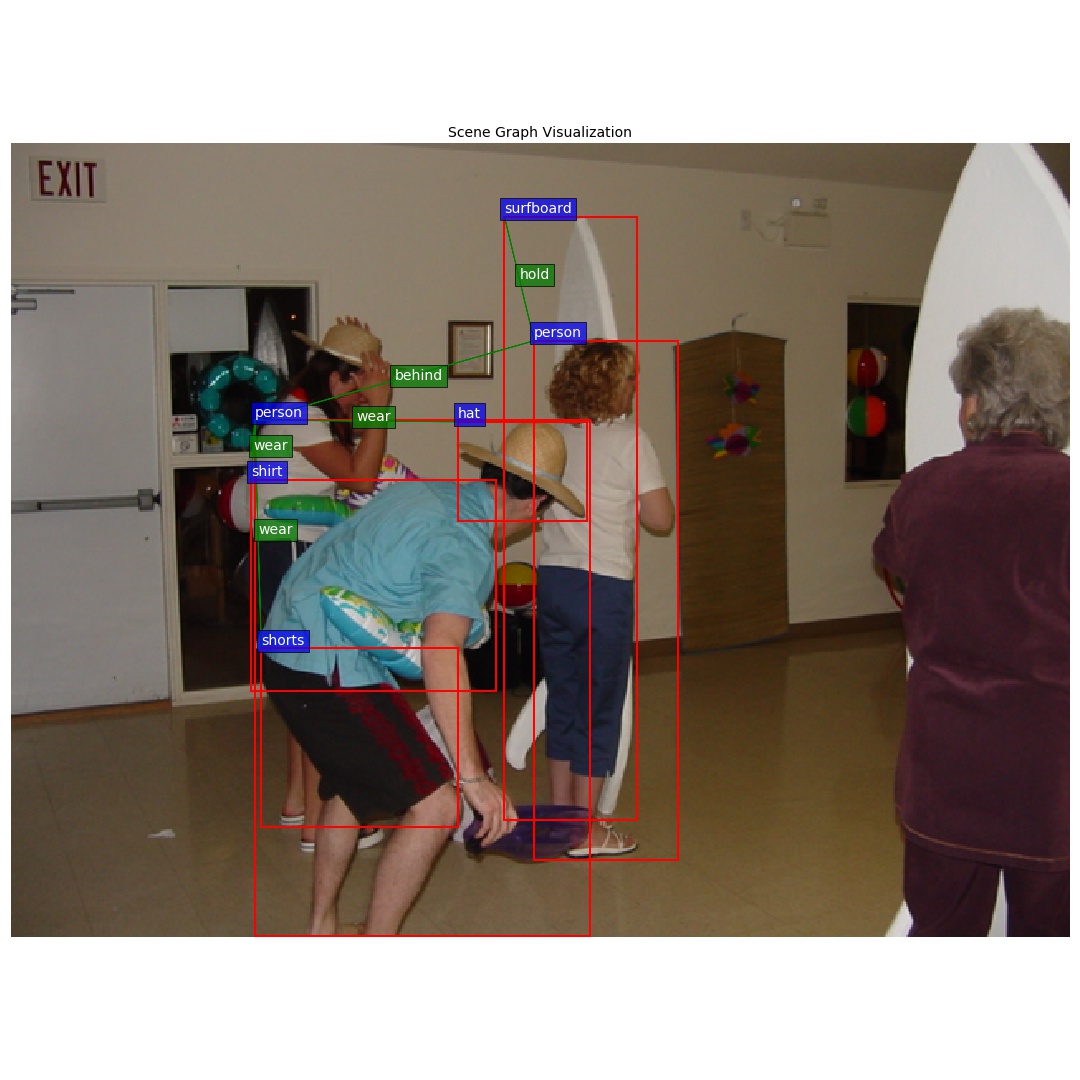 Scene Graph Visualization
EXIT
surfboard
hold
person
behind
person
wear
hat
wear
shirt
wear
shorts